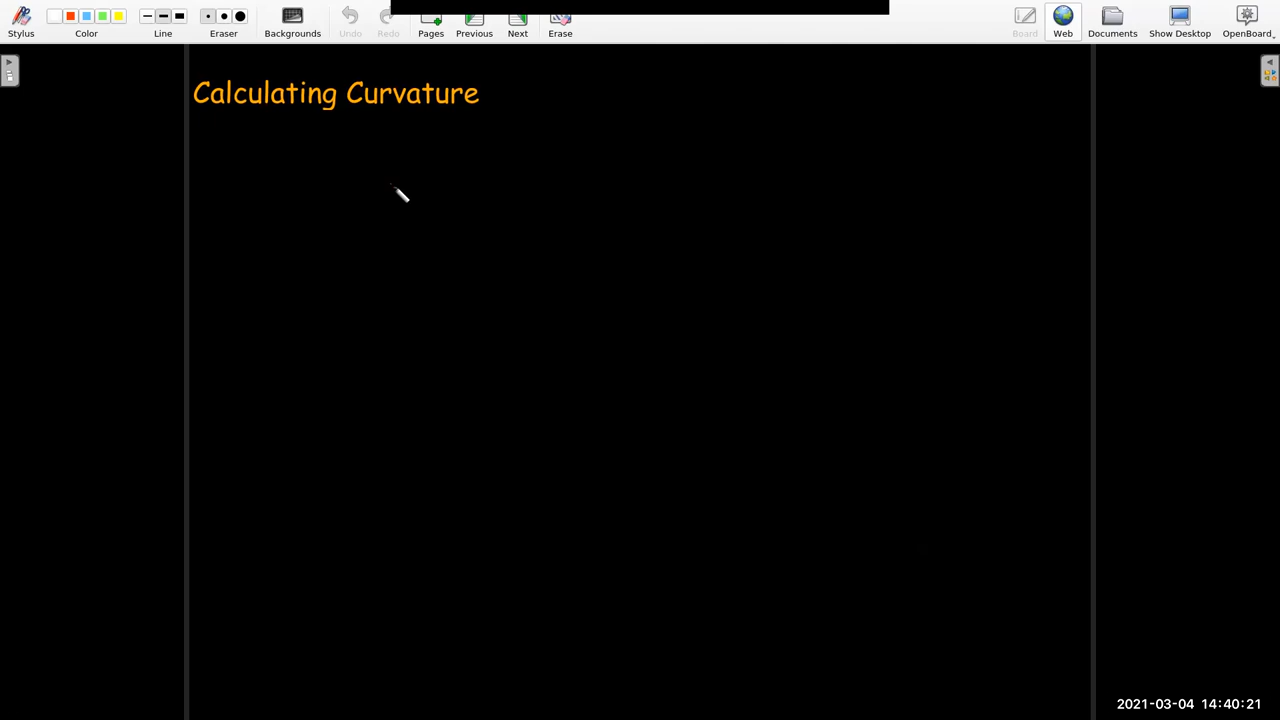 Stylus Color Line Eraser Backgrounds Undo Redo Pages Previous Next Erase Board Web Documents Show Desktop OpenBoard
Calculating Curvature
2021-03-04 14:40:21